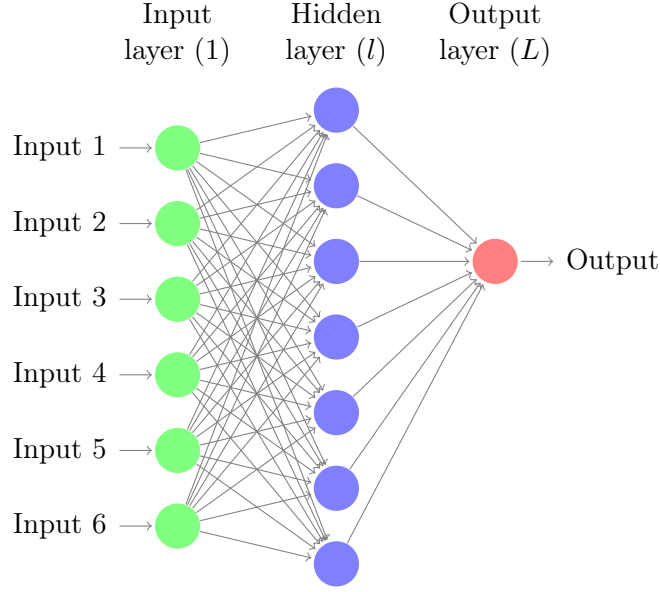 Input
layer (1)
Hidden
layer (l)
Output
layer (L)
Input 1
Input 2
Input 3
Input 4
Input 5
Input 6
Output